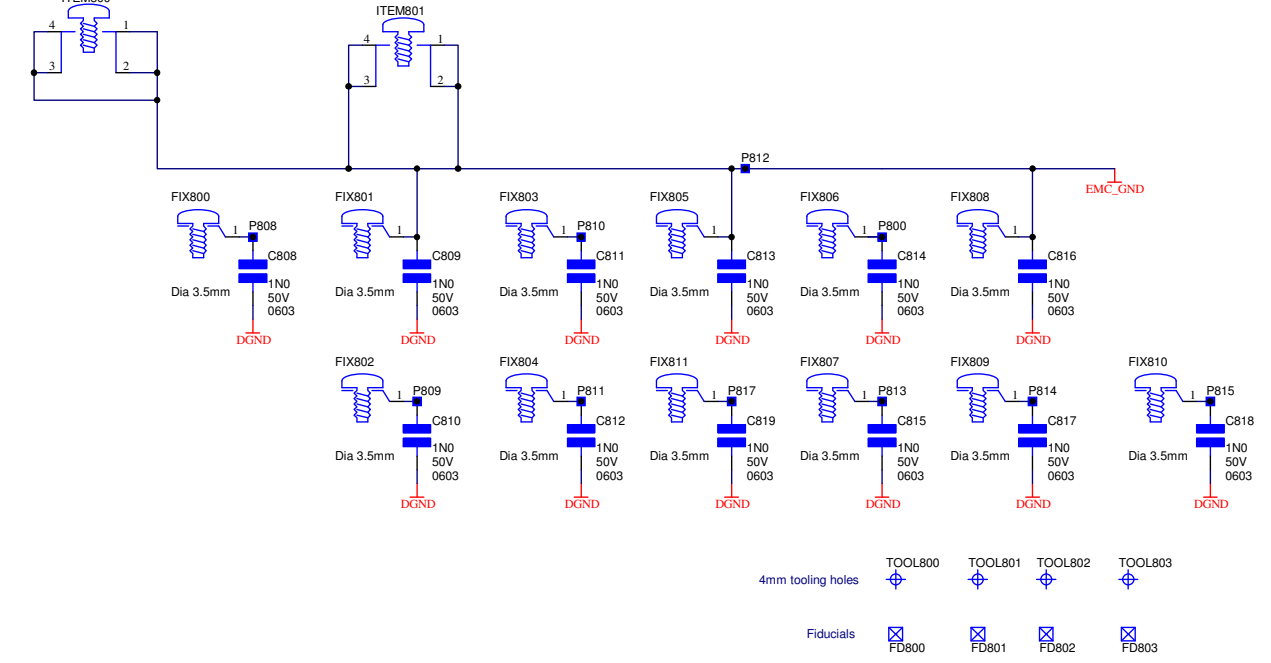 ITEM801
4 1
3 2
4 1
3 2
P812
EMC_GND
FIX800 FIX801 FIX803 FIX805 FIX806 FIX808
1 P808 1 1 P810 1 1 P800 1
C808 C809 C811 C813 C814 C816
1N0 1N0 1N0 1N0 1N0 1N0
Dia 3.5mm Dia 3.5mm Dia 3.5mm Dia 3.5mm Dia 3.5mm Dia 3.5mm
50V 50V 50V 50V 50V 50V
0603 0603 0603 0603 0603 0603
DGND DGND DGND DGND DGND DGND
FIX802 FIX804 FIX811 FIX807 FIX809 FIX810
1 P809 1 P811 1 P817 1 P813 1 P814 1 P815
C810 C812 C819 C815 C817 C818
1N0 1N0 1N0 1N0 1N0 1N0
Dia 3.5mm Dia 3.5mm Dia 3.5mm Dia 3.5mm Dia 3.5mm Dia 3.5mm
50V 50V 50V 50V 50V 50V
0603 0603 0603 0603 0603 0603
DGND DGND DGND DGND DGND DGND
TOOL800 TOOL801 TOOL802 TOOL803
4mm tooling holes
Fiducials
FD800 FD801 FD802 FD803